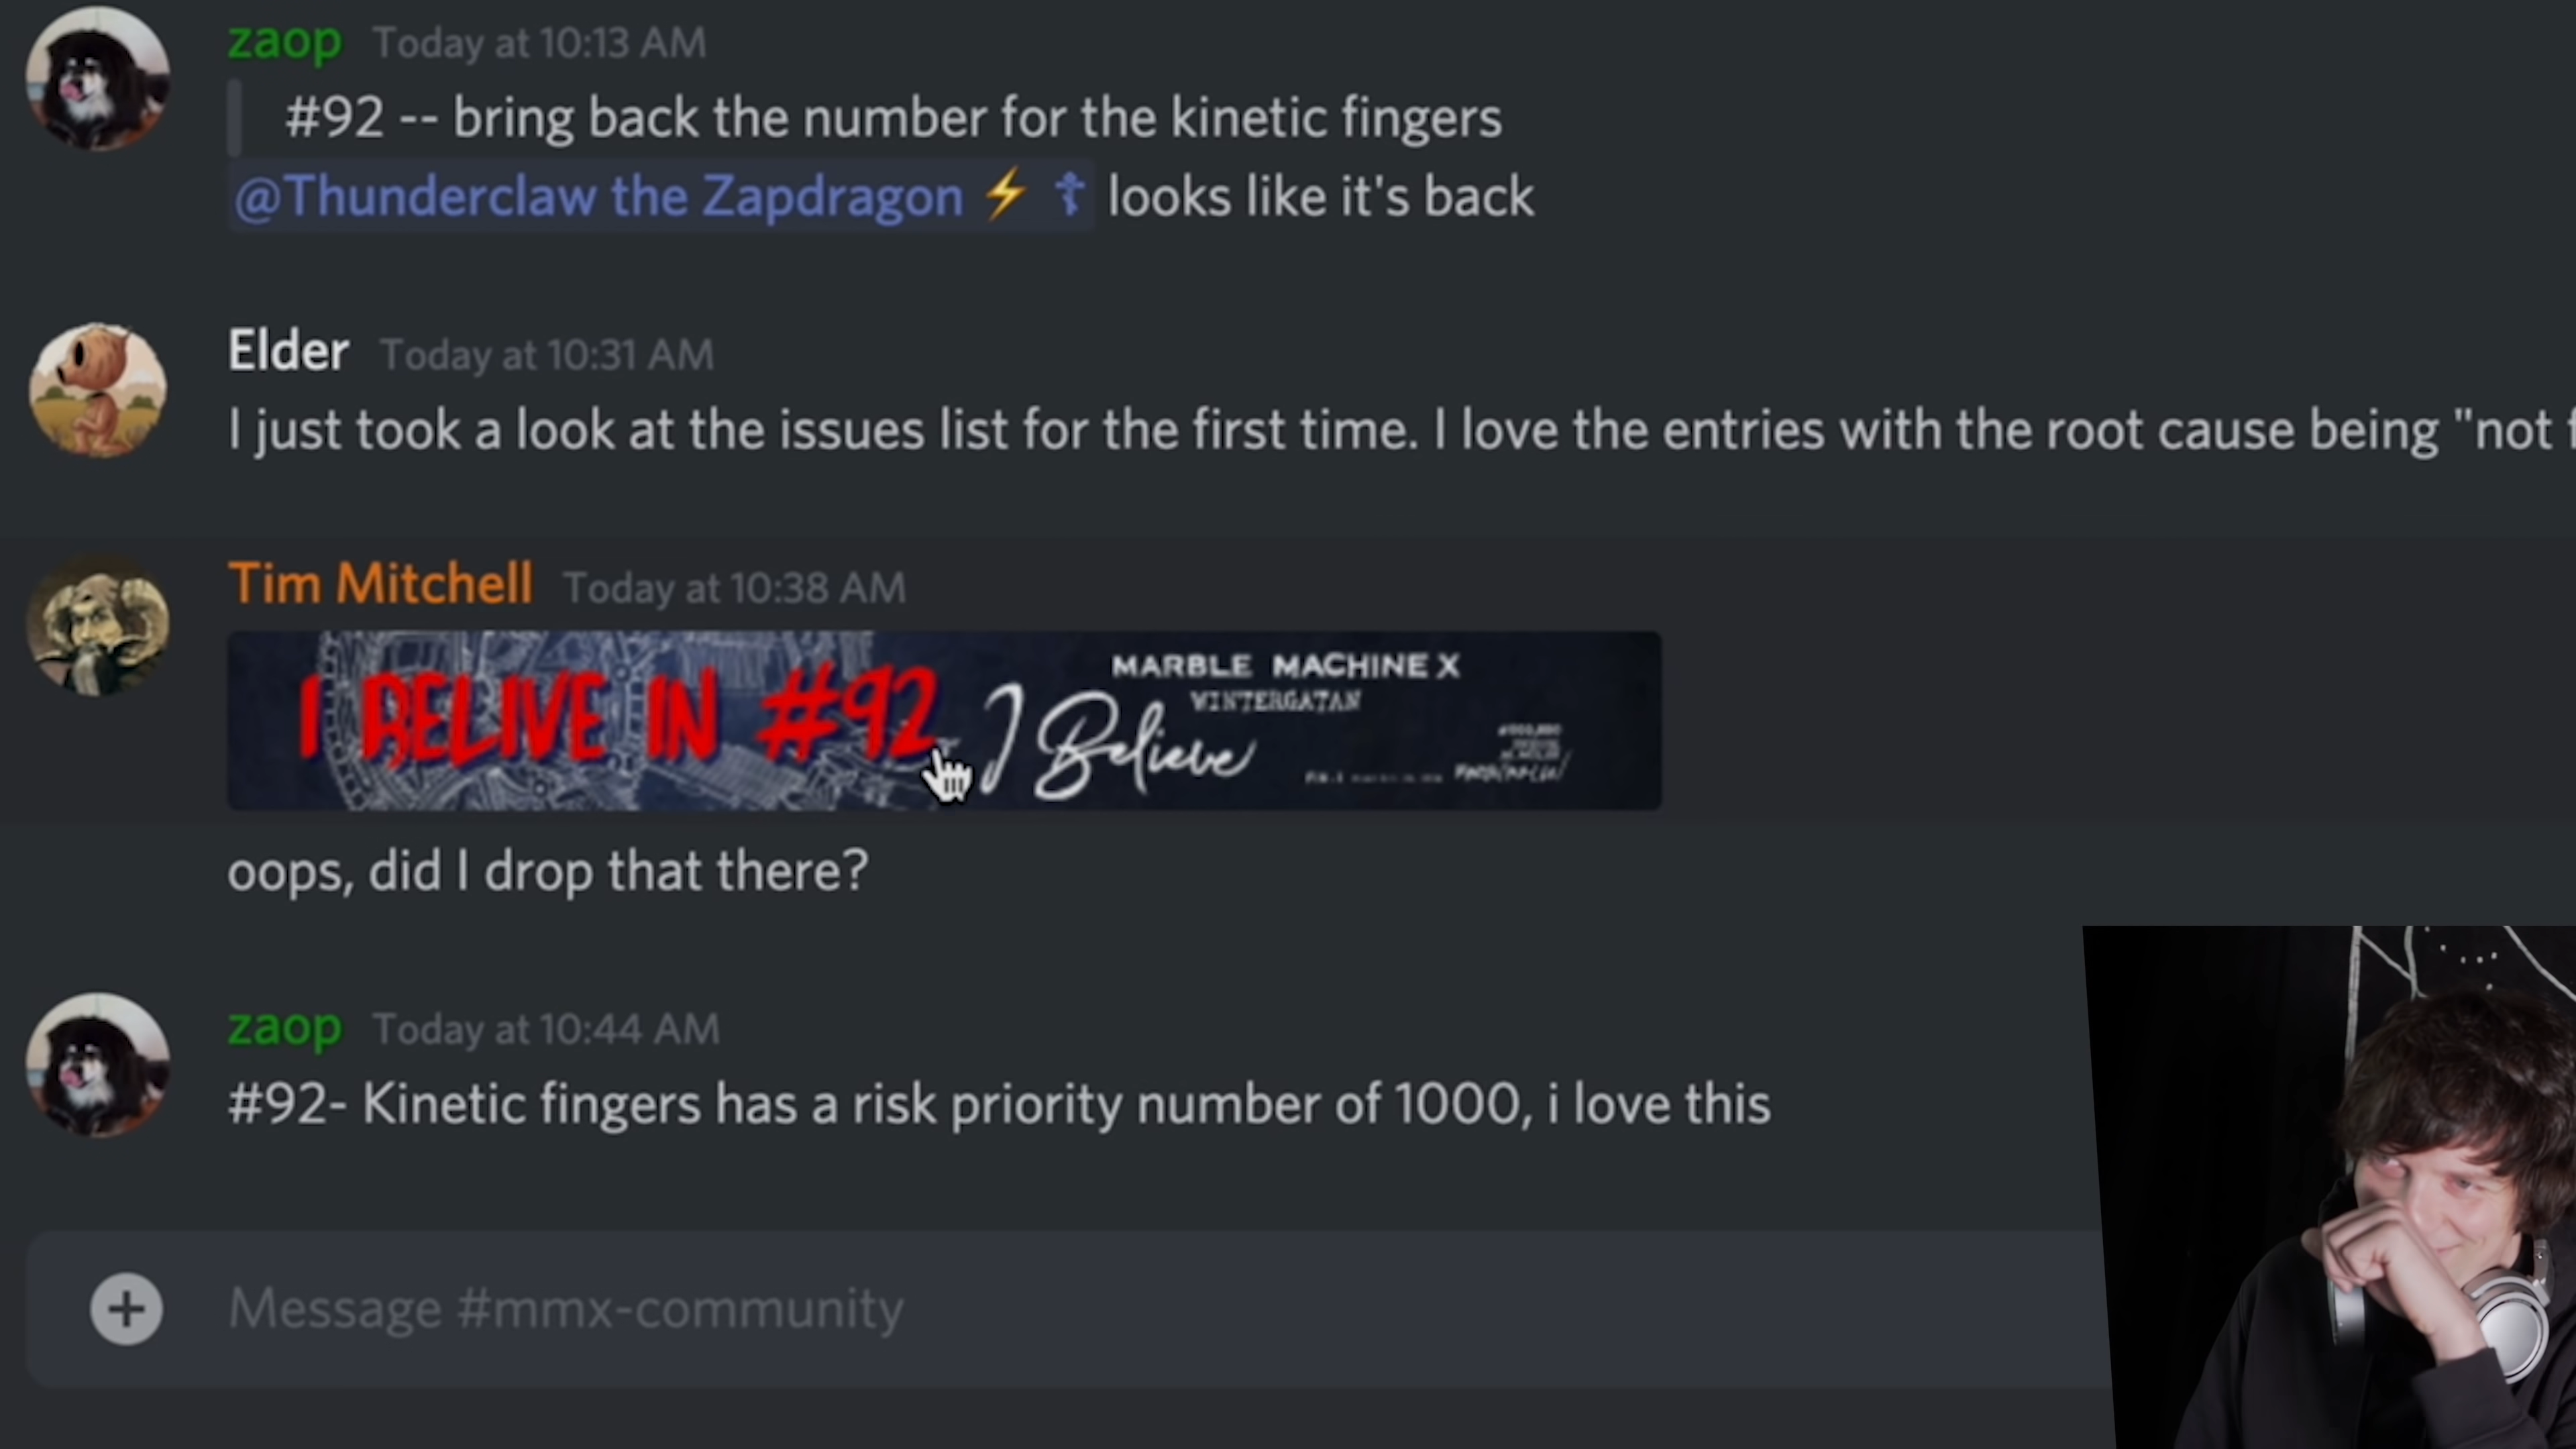 zaop Today at 10:13 AM
#92 -- bring back the number for the kinetic fingers
@Thunderclaw the Zapdragon ⚡ ☦ looks like it's back
Elder Today at 10:31 AM
I just took a look at the issues list for the first time. I love the entries with the root cause being "not
Tim Mitchell Today at 10:38 AM
I BELIVE IN #92
MARBLE MACHINE X
WINTERGATAN
I Believe
oops, did I drop that there?
zaop Today at 10:44 AM
#92- Kinetic fingers has a risk priority number of 1000, i love this
Message #mmx-community